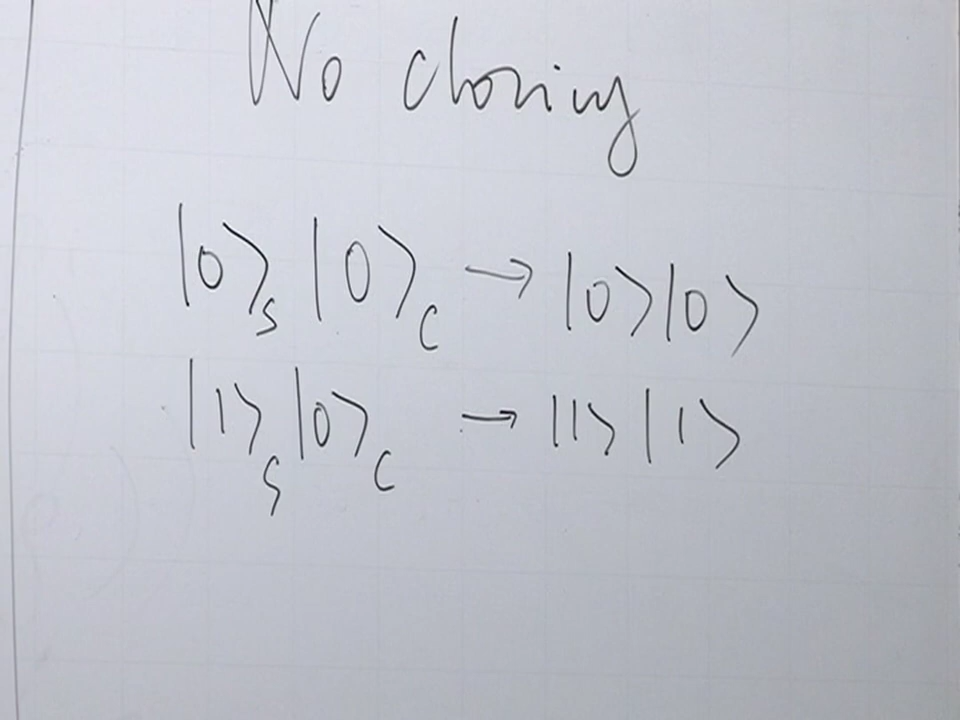 No cloning
|0⟩_S |0⟩_C → |0⟩|0⟩
|1⟩_S |0⟩_C → |1⟩|1⟩